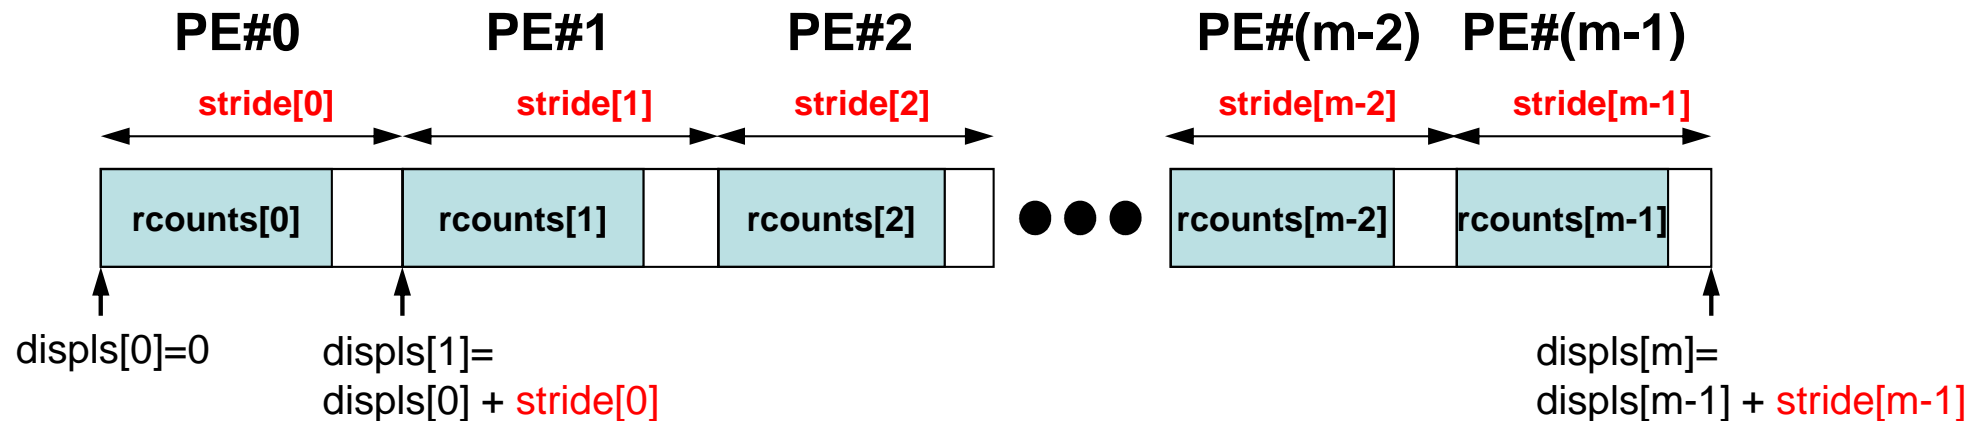 PE#0 PE#1 PE#2 PE#(m-2) PE#(m-1)
stride[0] stride[1] stride[2] stride[m-2] stride[m-1]
rcounts[0] rcounts[1] rcounts[2] rcounts[m-2] rcounts[m-1]
displs[0]=0 displs[1]= displs[m]=
displs[0] + stride[0] displs[m-1] + stride[m-1]